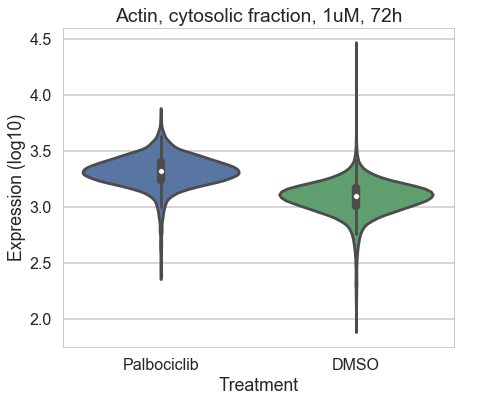 Actin, cytosolic fraction, 1uM, 72h
4.5
4.0
3.5
3.0
2.5
2.0
Expression (log10)
Palbociclib
DMSO
Treatment